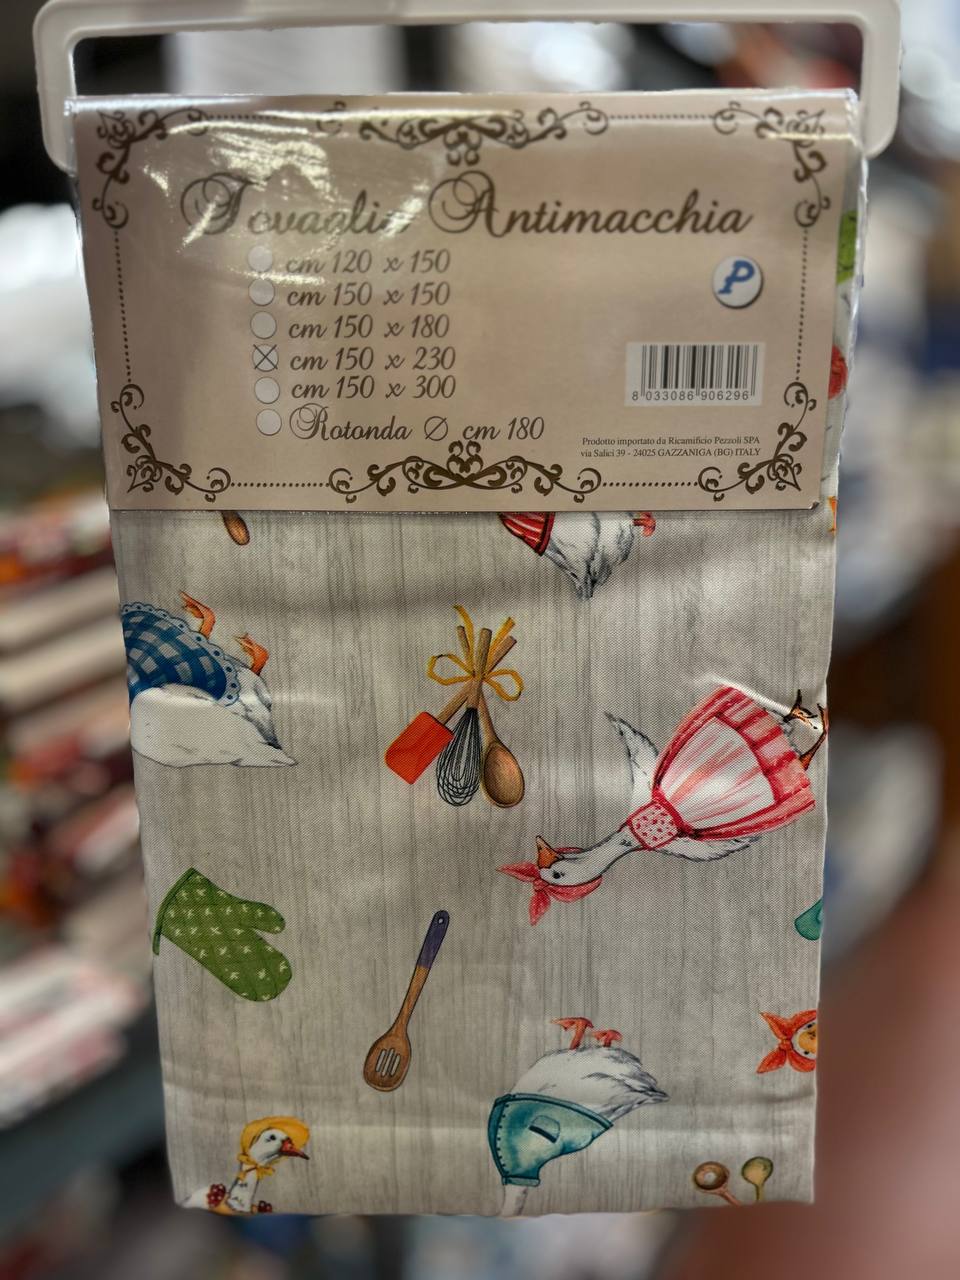 Tovaglia Antimacchia
cm 120 x 150
cm 150 x 150
cm 150 x 180
cm 150 x 230
cm 150 x 300
Rotonda Ø cm 180
P
8 033086 906296
Prodotto importato da Ricamificio Pezzoli SPA
via Salici 39 - 24025 GAZZANIGA (BG) ITALY